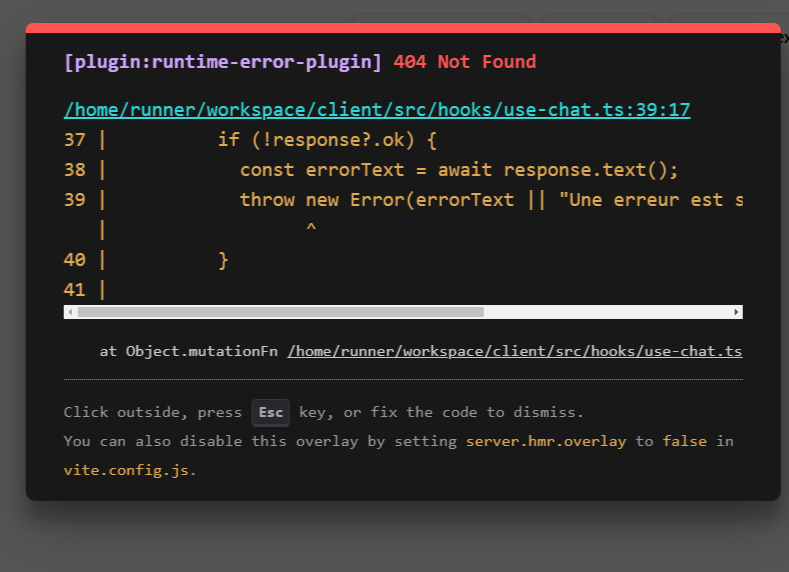 [plugin:runtime-error-plugin] 404 Not Found
/home/runner/workspace/client/src/hooks/use-chat.ts:39:17
37 |          if (!response?.ok) {
38 |            const errorText = await response.text();
39 |            throw new Error(errorText || "Une erreur est s
   |                  ^
40 |          }
41 |
at Object.mutationFn /home/runner/workspace/client/src/hooks/use-chat.ts
Click outside, press Esc key, or fix the code to dismiss.
You can also disable this overlay by setting server.hmr.overlay to false in
vite.config.js.